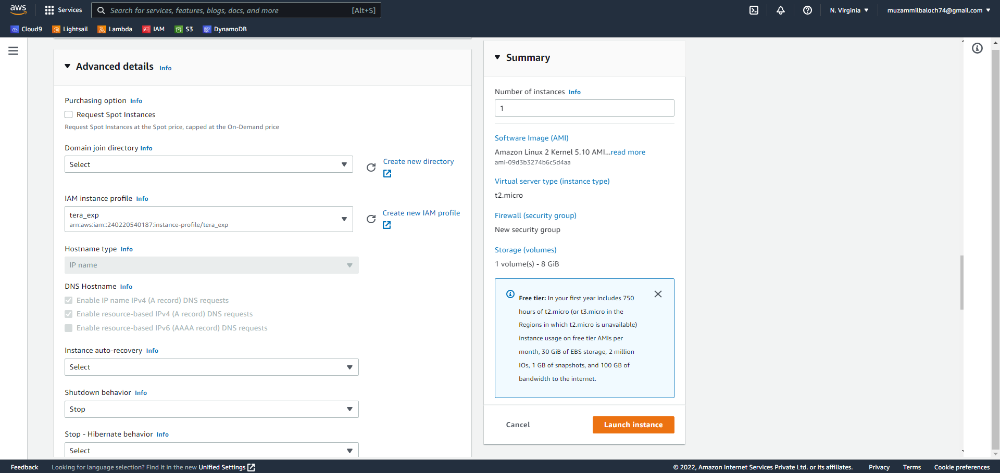 aws
Services
Search for services, features, blogs, docs, and more
[Alt+S]
N. Virginia
muzammilbaloch74@gmail.com
Cloud9
Lightsail
Lambda
IAM
S3
DynamoDB
Advanced details Info
Purchasing option Info
Request Spot Instances
Request Spot Instances at the Spot price, capped at the On-Demand price
Domain join directory Info
Select
Create new directory
IAM instance profile Info
tera_exp
arn:aws:iam::240220540187:instance-profile/tera_exp
Create new IAM profile
Hostname type Info
IP name
DNS Hostname Info
Enable IP name IPv4 (A record) DNS requests
Enable resource-based IPv4 (A record) DNS requests
Enable resource-based IPv6 (AAAA record) DNS requests
Instance auto-recovery Info
Select
Shutdown behavior Info
Stop
Stop - Hibernate behavior Info
Select
Summary
Number of instances Info
1
Software Image (AMI)
Amazon Linux 2 Kernel 5.10 AMI...read more
ami-09d3b3274b6c5d4aa
Virtual server type (instance type)
t2.micro
Firewall (security group)
New security group
Storage (volumes)
1 volume(s) - 8 GiB
Free tier: In your first year includes 750
hours of t2.micro (or t3.micro in the
Regions in which t2.micro is unavailable)
instance usage on free tier AMIs per
month, 30 GiB of EBS storage, 2 million
IOs, 1 GB of snapshots, and 100 GB of
bandwidth to the internet.
Cancel
Launch instance
Feedback
Looking for language selection? Find it in the new Unified Settings
© 2022, Amazon Internet Services Private Ltd. or its affiliates.
Privacy
Terms
Cookie preferences